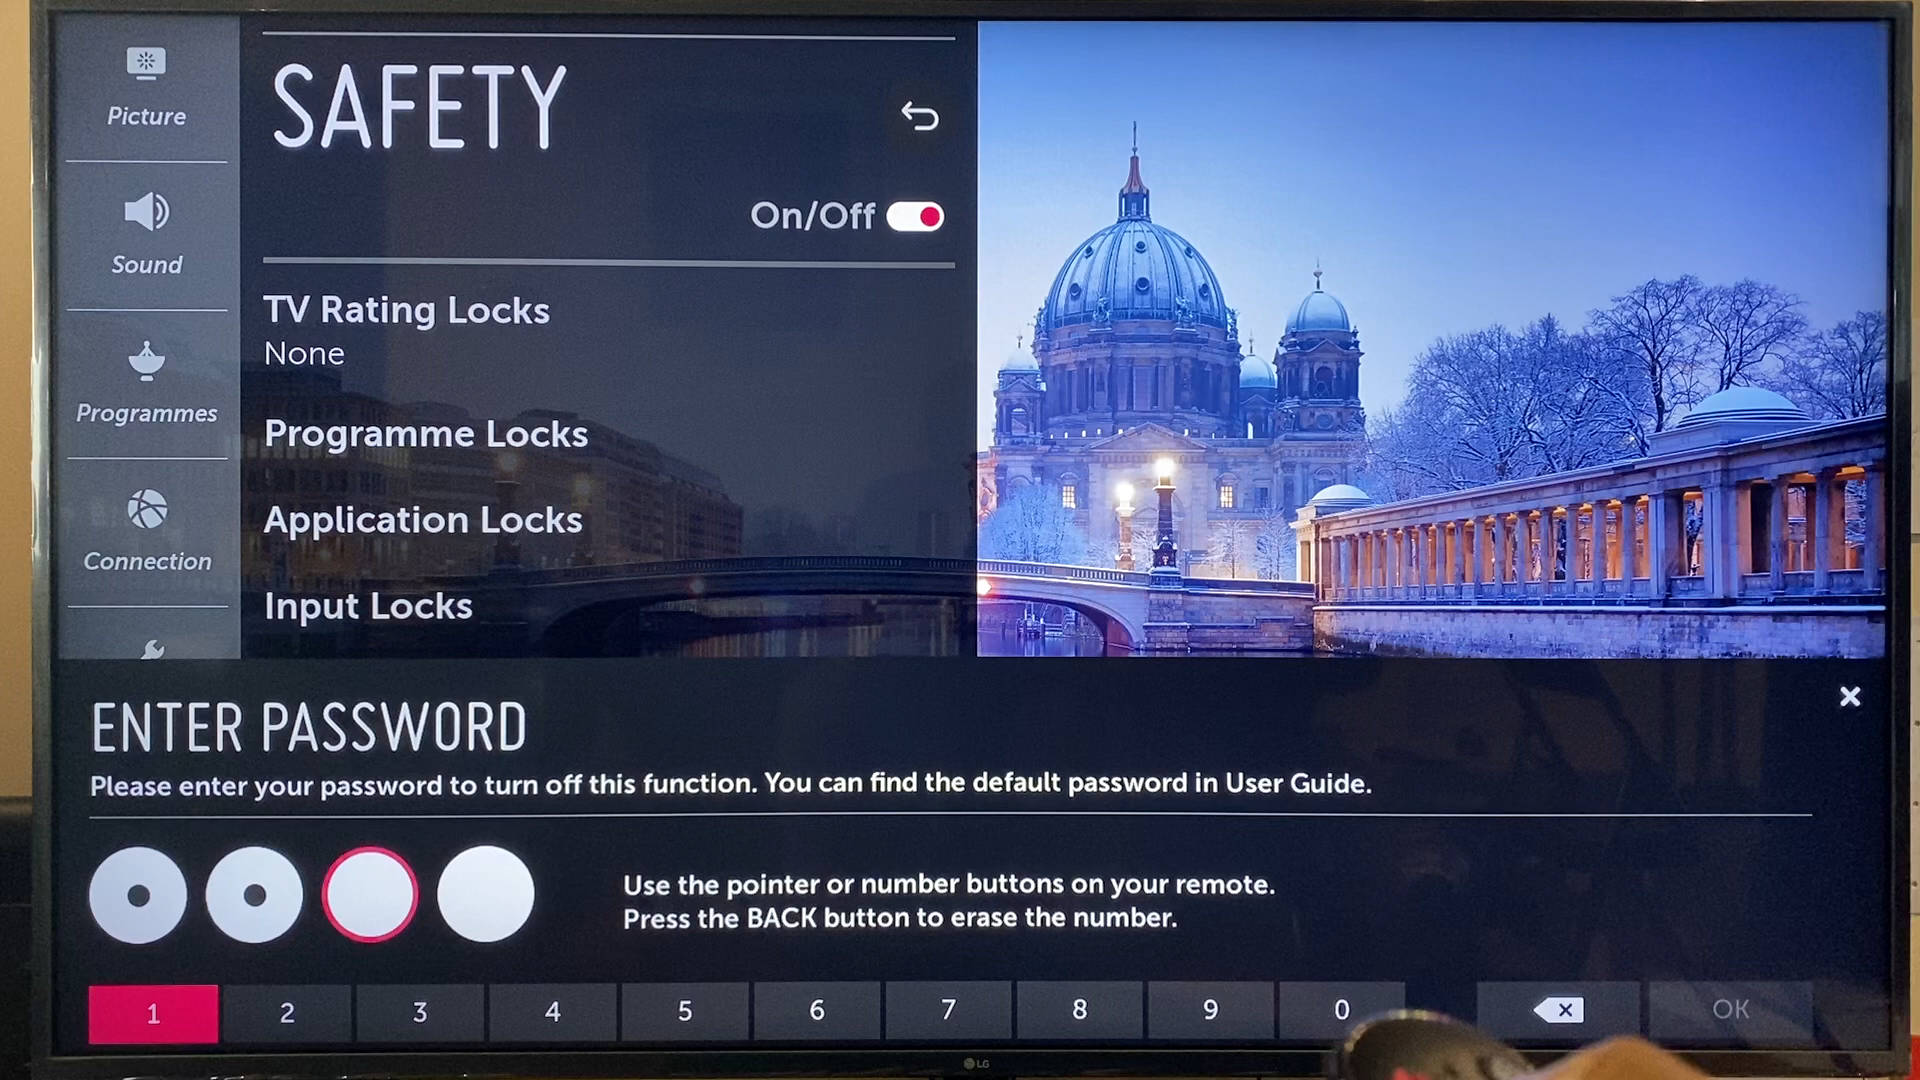 Picture
Sound
Programmes
Connection
SAFETY
On/Off
TV Rating Locks
None
Programme Locks
Application Locks
Input Locks
ENTER PASSWORD
Please enter your password to turn off this function. You can find the default password in User Guide.
Use the pointer or number buttons on your remote.
Press the BACK button to erase the number.
1 2 3 4 5 6 7 8 9 0 OK
LG